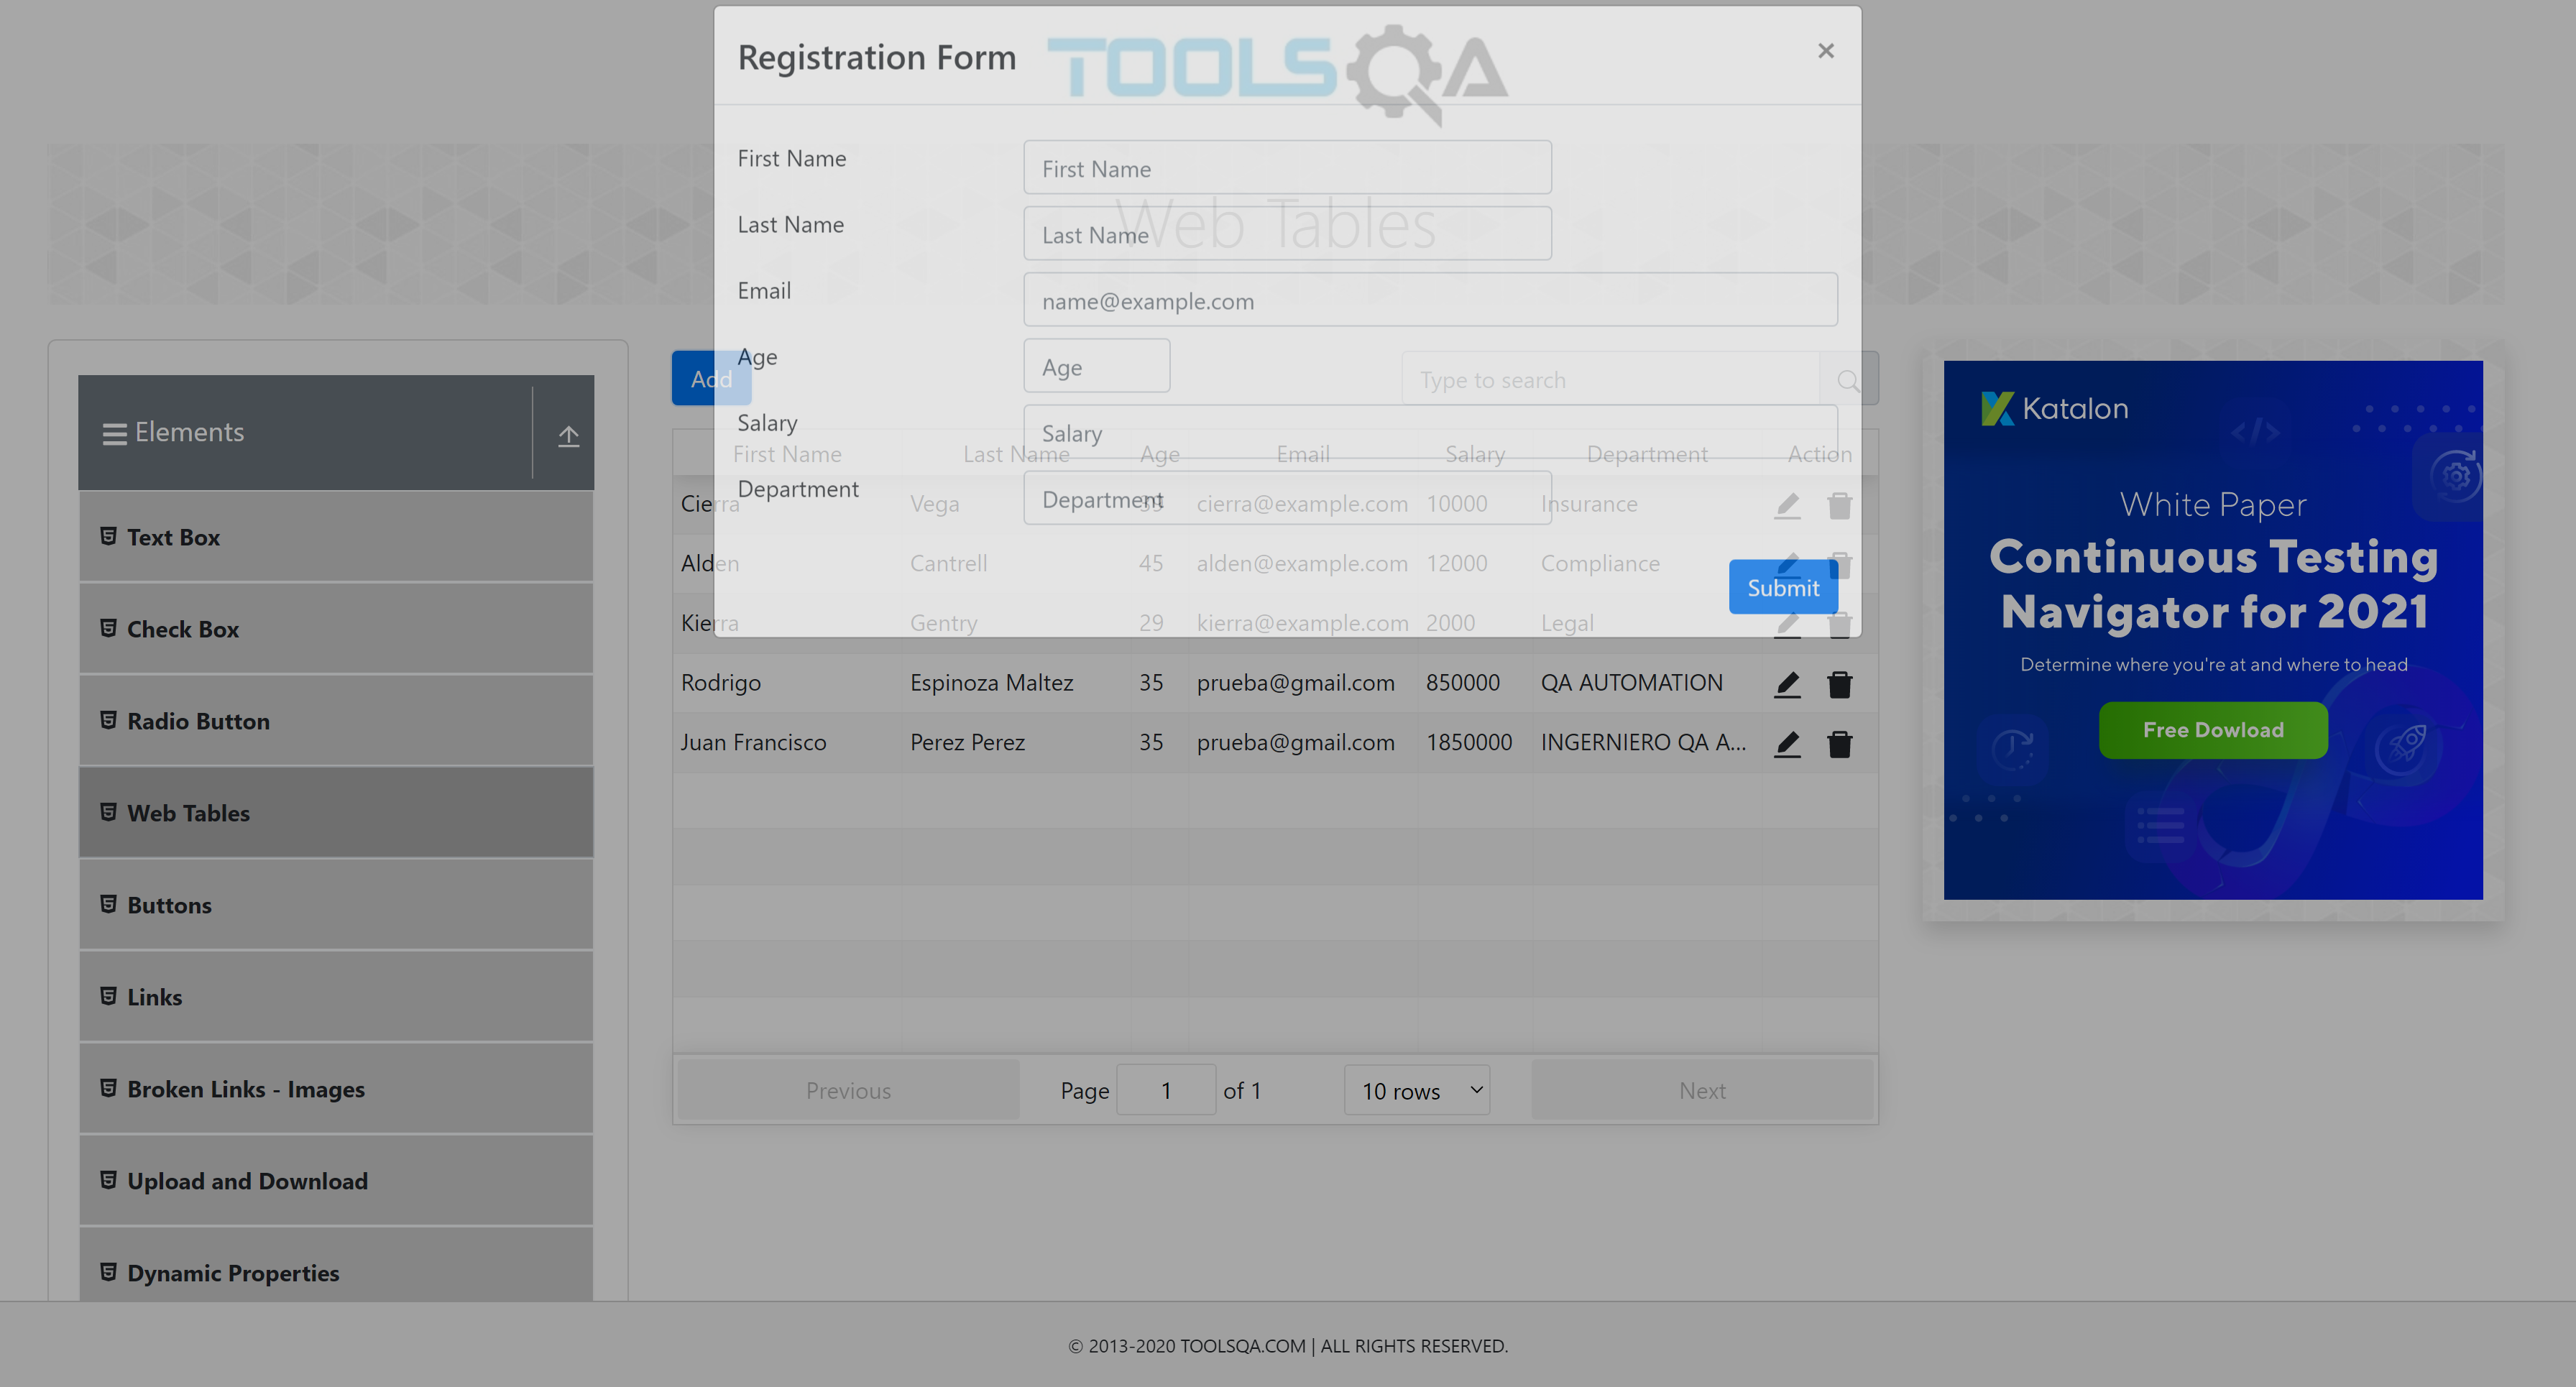 Registration Form
TOOLSQA
×
First Name
First Name
Last Name
Last Name
Web Tables
Email
name@example.com
Age
Age
Salary
Salary
Department
Department
Submit
Add
Type to search
First Name Last Name Age Email Salary Department Action
Cierra Vega 39 cierra@example.com 10000 Insurance
Alden Cantrell 45 alden@example.com 12000 Compliance
Kierra Gentry 29 kierra@example.com 2000 Legal
Rodrigo Espinoza Maltez 35 prueba@gmail.com 850000 QA AUTOMATION
Juan Francisco Perez Perez 35 prueba@gmail.com 1850000 INGERNIERO QA A...
Previous Page 1 of 1 10 rows Next
Elements
Text Box
Check Box
Radio Button
Web Tables
Buttons
Links
Broken Links - Images
Upload and Download
Dynamic Properties
Katalon
</>
White Paper
Continuous Testing
Navigator for 2021
Determine where you're at and where to head
Free Dowload
© 2013-2020 TOOLSQA.COM | ALL RIGHTS RESERVED.